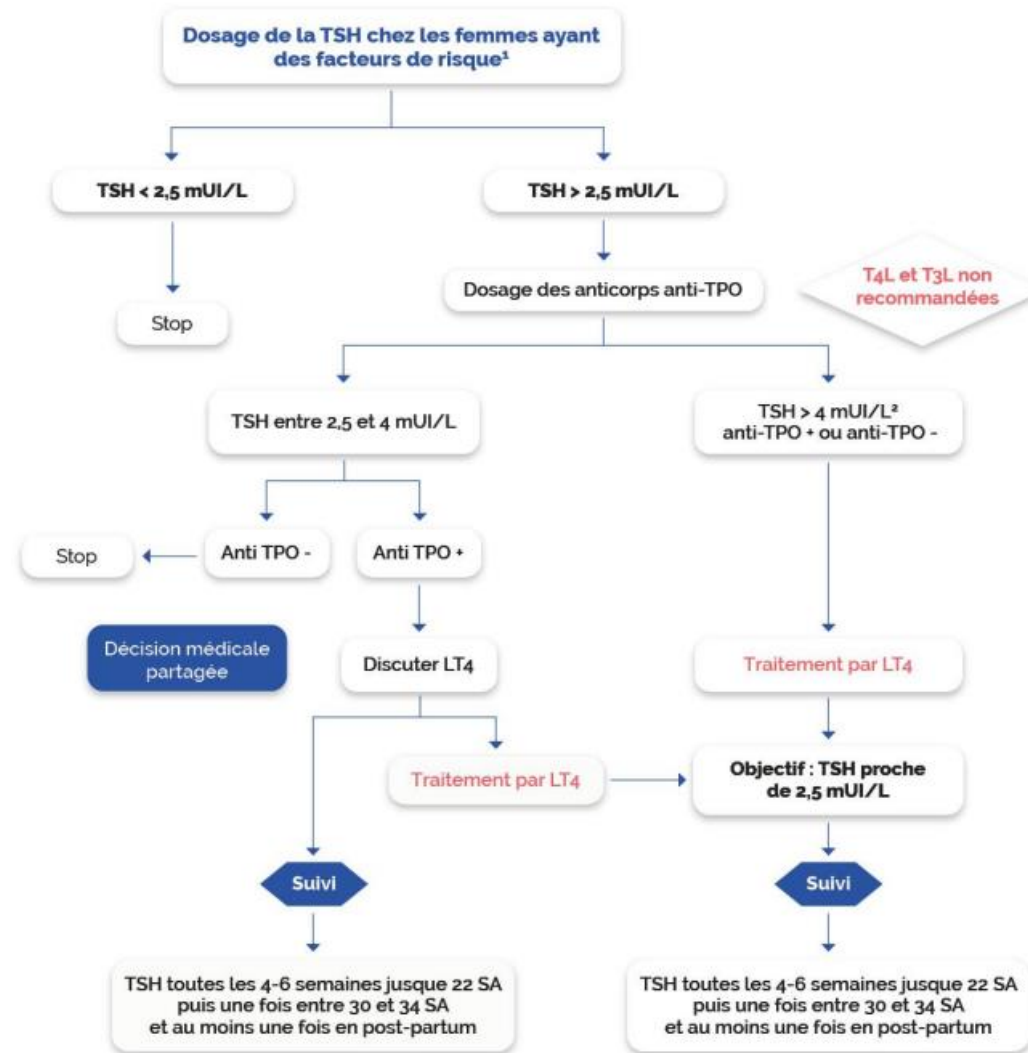 Dosage de la TSH chez les femmes ayant
des facteurs de risque¹
TSH < 2,5 mUI/L
TSH > 2,5 mUI/L
Stop
Dosage des anticorps anti-TPO
T4L et T3L non
recommandées
TSH entre 2,5 et 4 mUI/L
TSH > 4 mUI/L²
anti-TPO + ou anti-TPO -
Stop
Anti TPO -
Anti TPO +
Décision médicale
partagée
Discuter LT4
Traitement par LT4
Traitement par LT4
Objectif : TSH proche
de 2,5 mUI/L
Suivi
Suivi
TSH toutes les 4-6 semaines jusque 22 SA
puis une fois entre 30 et 34 SA
et au moins une fois en post-partum
TSH toutes les 4-6 semaines jusque 22 SA
puis une fois entre 30 et 34 SA
et au moins une fois en post-partum